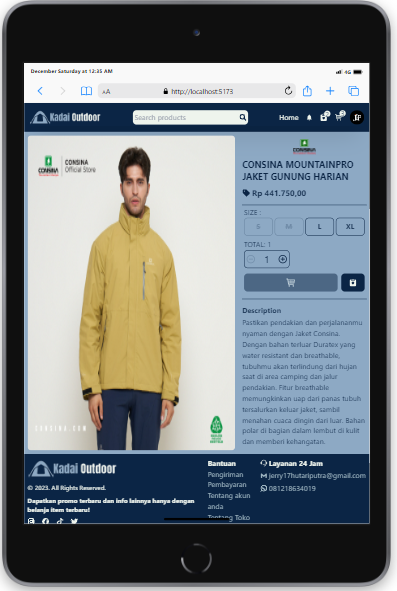 December Saturday at 12:35 AM
4G
AA
http://localhost:5173
Kadai Outdoor
Search products
Home
CONSINA
CONSINA
Official Store
CONSINA
CONSINA MOUNTAINPRO
JAKET GUNUNG HARIAN
Rp 441.750,00
SIZE :
S M L XL
TOTAL: 1
1
Description
Pastikan pendakian dan perjalananmu
nyaman dengan Jaket Consina.
Dengan bahan terluar Duratex yang
water resistant dan breathable,
tubuhmu akan terlindung dari hujan
saat di area camping dan jalur
pendakian. Fitur breathable
memungkinkan uap dari panas tubuh
tersalurkan keluar jaket, sambil
menahan cuaca dingin dari luar. Bahan
polar di bagian dalam lembut di kulit
dan memberi kehangatan.
CONSINA.COM
Kadai Outdoor
© 2023. All Rights Reserved.
Dapatkan promo terbaru dan info lainnya hanya dengan
belanja item terbaru!
Bantuan
Pengiriman
Pembayaran
Tentang akun
anda
Tentang Toko
Layanan 24 Jam
jerry17hutariputra@gmail.com
081218634019